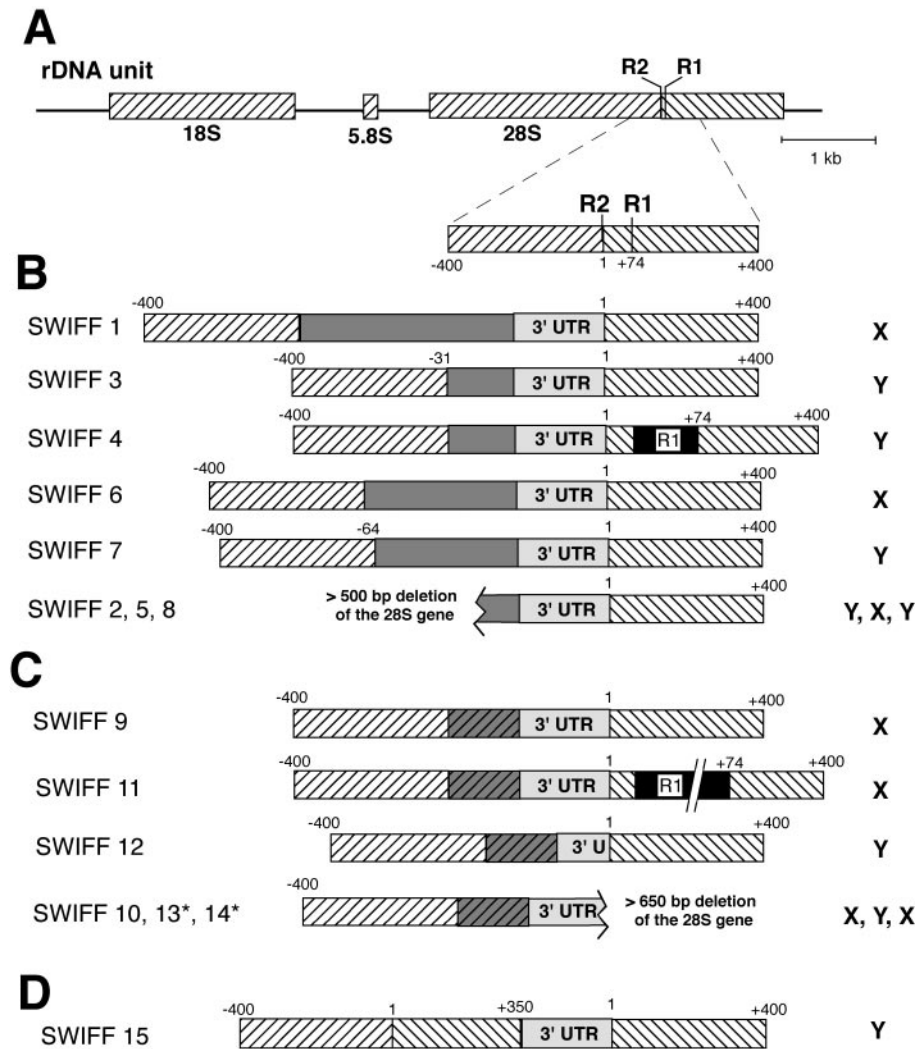 A
rDNA unit
R2 R1
18S 5.8S 28S
1 kb
R2 R1
-400 1 +74 +400
B
-400 1 +400
SWIFF 1 3' UTR X
-400 -31 1 +400
SWIFF 3 3' UTR Y
-400 1 +74 +400
SWIFF 4 3' UTR R1 Y
-400 1 +400
SWIFF 6 3' UTR X
-400 -64 1 +400
SWIFF 7 3' UTR Y
1 +400
SWIFF 2, 5, 8 > 500 bp deletion of the 28S gene 3' UTR Y, X, Y
C
-400 1 +400
SWIFF 9 3' UTR X
-400 1 +74 +400
SWIFF 11 3' UTR R1 X
-400 1 +400
SWIFF 12 3' U Y
-400
SWIFF 10, 13*, 14* 3' UTR > 650 bp deletion of the 28S gene X, Y, X
D
-400 1 +350 1 +400
SWIFF 15 3' UTR Y